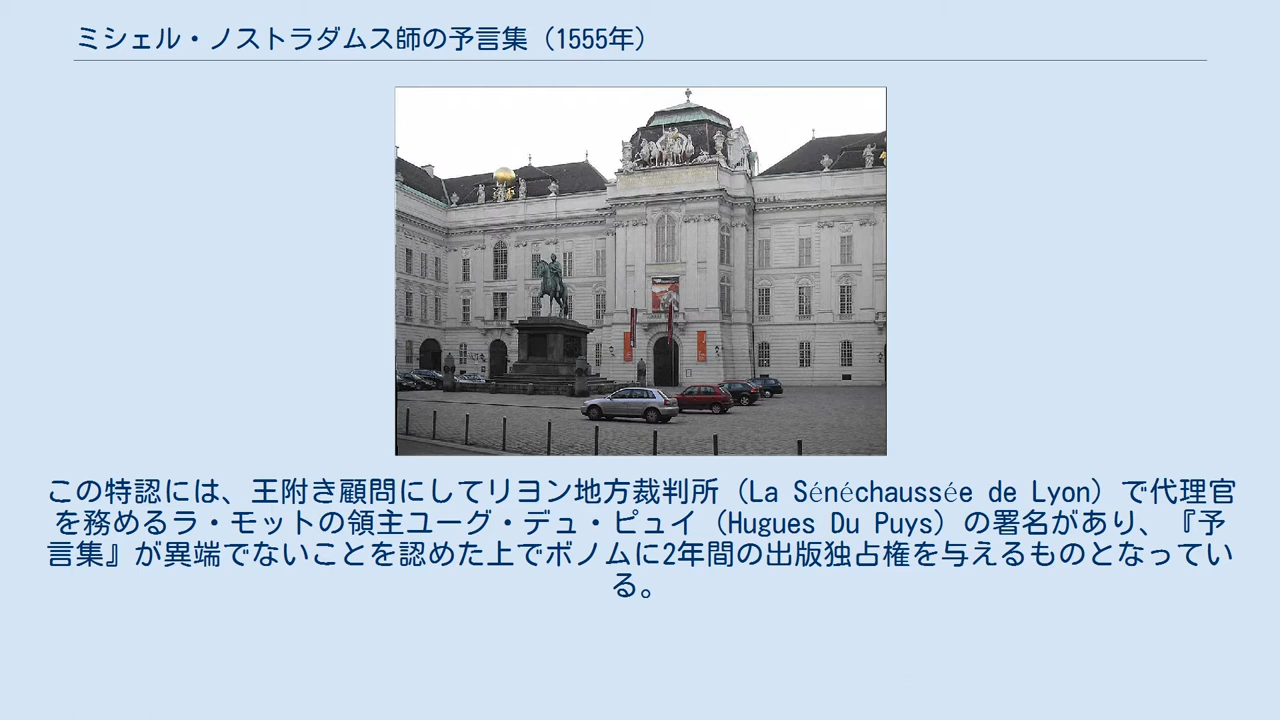 ミシェル・ノストラダムス師の予言集（1555年）
この特認には、王附き顧問にしてリヨン地方裁判所（La Sénéchaussée de Lyon）で代理官
を務めるラ・モットの領主ユーグ・デュ・ピュイ（Hugues Du Puys）の署名があり、『予
言集』が異端でないことを認めた上でボノムに2年間の出版独占権を与えるものとなってい
る。